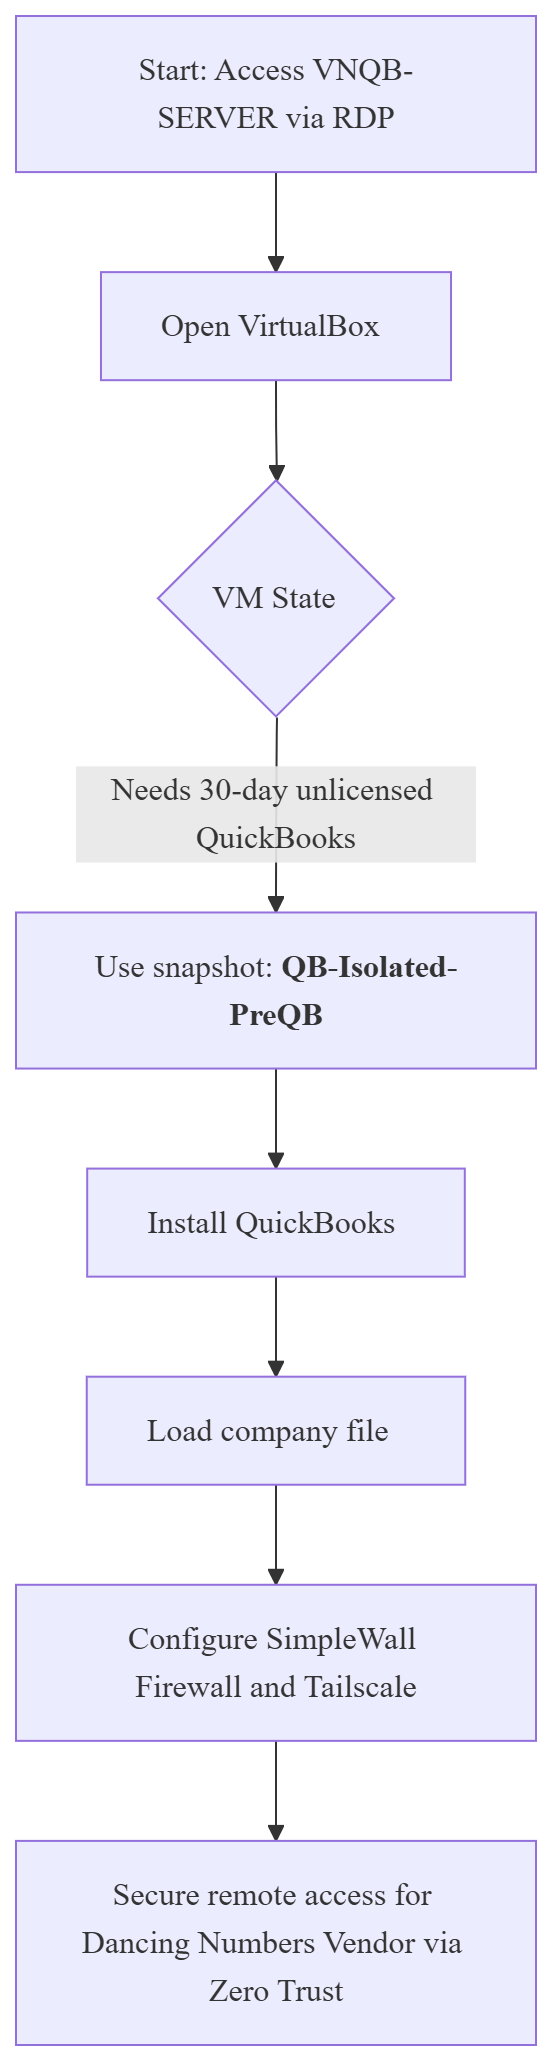 Start: Access VNQB-
SERVER via RDP
Open VirtualBox
VM State
Needs 30-day unlicensed
QuickBooks
Use snapshot: QB-Isolated-
PreQB
Install QuickBooks
Load company file
Configure SimpleWall
Firewall and Tailscale
Secure remote access for
Dancing Numbers Vendor via
Zero Trust